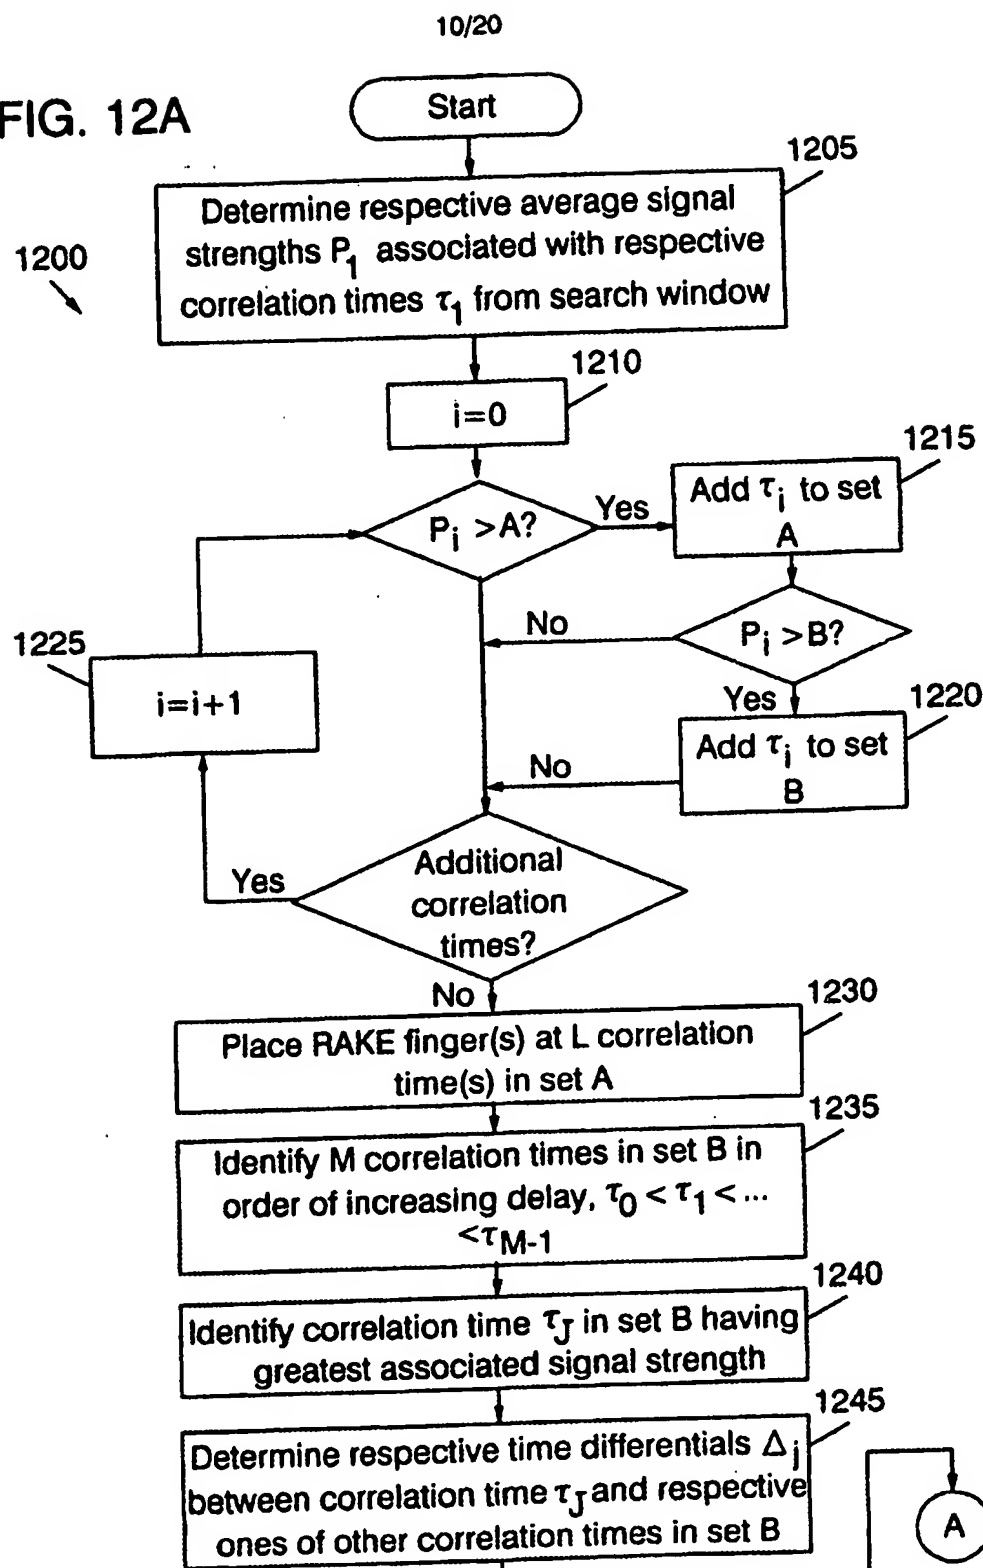 10/20
FIG. 12A
Start
1205
Determine respective average signal
strengths P1 associated with respective
correlation times τ1 from search window
1200
1210
i=0
1215
Pi >A?
Yes
Add τi to set
A
No
Pi >B?
1225
i=i+1
Yes
1220
Add τi to set
B
No
Additional
correlation
times?
Yes
No
1230
Place RAKE finger(s) at L correlation
time(s) in set A
1235
Identify M correlation times in set B in
order of increasing delay, τ0 < τ1 < ...
<τM-1
1240
Identify correlation time τJ in set B having
greatest associated signal strength
1245
Determine respective time differentials Δj
between correlation time τJ and respective
ones of other correlation times in set B
A